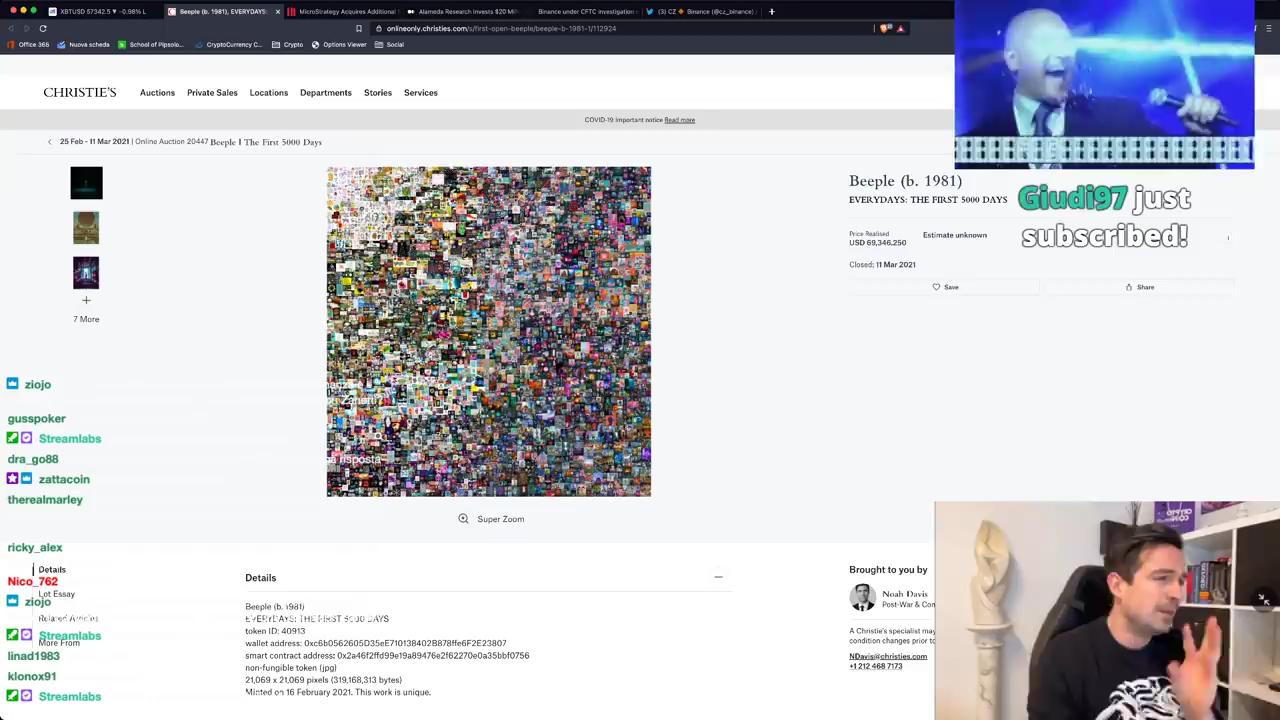 XBTUSD 57342.5 ▼ −0.98% L
Beeple (b. 1981), EVERYDAYS:
MicroStrategy Acquires Additional
Alameda Research Invests $20 Mil
Binance under CFTC investigation
(3) CZ 🔶 Binance (@cz_binance)
onlineonly.christies.com/s/first-open-beeple/beeple-b-1981-1/112924
Office 365
Nuova scheda
School of Pipsolo...
CryptoCurrency C...
Crypto
Options Viewer
Social
CHRISTIE'S
Auctions
Private Sales
Locations
Departments
Stories
Services
COVID-19 Important notice Read more
25 Feb - 11 Mar 2021 | Online Auction 20447 Beeple | The First 5000 Days
7 More
Super Zoom
Beeple (b. 1981)
EVERYDAYS: THE FIRST 5000 DAYS
Price Realised
USD 69,346,250
Estimate unknown
Closed: 11 Mar 2021
Save
Share
Giudi97 just
subscribed!
ziojo
gusspoker
Streamlabs
dra_go88
zattacoin
therealmarley
ricky_alex
Nico_762
ziojo
Streamlabs
linad1983
klonox91
Streamlabs
risposta
Details
Lot Essay
Related Articles
More From
Details
Beeple (b. 1981)
EVERYDAYS: THE FIRST 5000 DAYS
token ID: 40913
wallet address: 0xc6b0562605D35eE710138402B878ffe6F2E23807
smart contract address: 0x2a46f2ffd99e19a89476e2f62270e0a35bbf0756
non-fungible token (jpg)
21,069 x 21,069 pixels (319,168,313 bytes)
Minted on 16 February 2021. This work is unique.
Brought to you by
Noah Davis
Post-War & Con
A Christie's specialist may
condition changes prior to
NDavis@christies.com
+1 212 468 7173